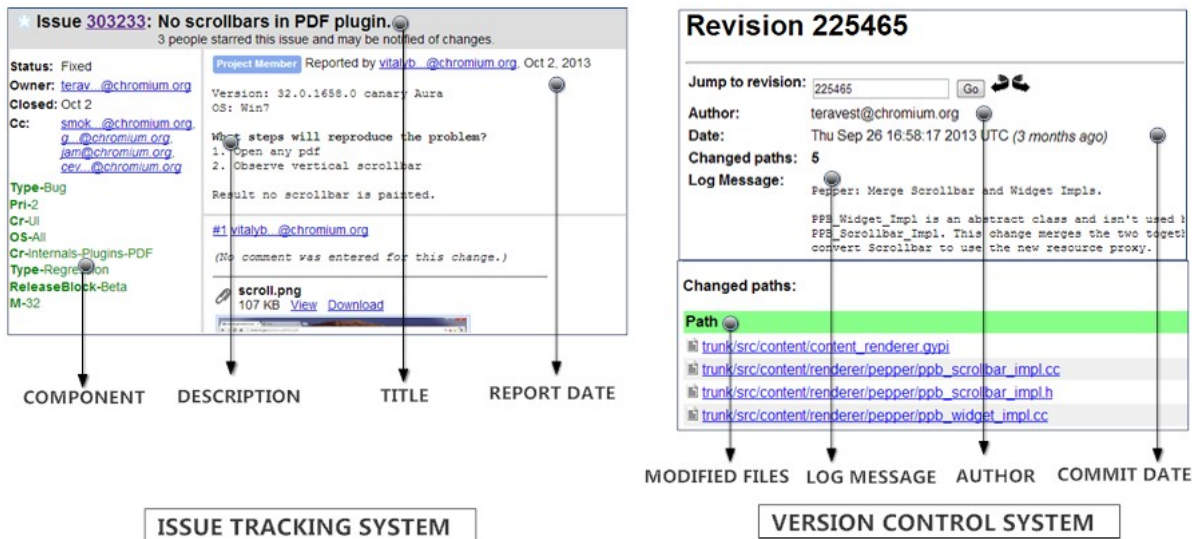 Issue 303233: No scrollbars in PDF plugin.
3 people starred this issue and may be notified of changes.
Status: Fixed
Owner: terav...@chromium.org
Closed: Oct 2
Cc: smok...@chromium.org,
g...@chromium.org,
jam@chromium.org,
cev...@chromium.org
Type-Bug
Pri-2
Cr-UI
OS-All
Cr-Internals-Plugins-PDF
Type-Regression
ReleaseBlock-Beta
M-32
Project Member Reported by vitalyb...@chromium.org, Oct 2, 2013
Version: 32.0.1658.0 canary Aura
OS: Win7
What steps will reproduce the problem?
1. Open any pdf
2. Observe vertical scrollbar
Result no scrollbar is painted.
#1 vitalyb...@chromium.org
(No comment was entered for this change.)
scroll.png
107 KB View Download
COMPONENT
DESCRIPTION
TITLE
REPORT DATE
ISSUE TRACKING SYSTEM
Revision 225465
Jump to revision: 225465 Go
Author: teravest@chromium.org
Date: Thu Sep 26 16:58:17 2013 UTC (3 months ago)
Changed paths: 5
Log Message: Pepper: Merge Scrollbar and Widget Impls.
PPB_Widget_Impl is an abstract class and isn't used
PPB_Scrollbar_Impl. This change merges the two
convert Scrollbar to use the new resource proxy.
Changed paths:
Path
trunk/src/content/content_renderer.gypi
trunk/src/content/renderer/pepper/ppb_scrollbar_impl.cc
trunk/src/content/renderer/pepper/ppb_scrollbar_impl.h
trunk/src/content/renderer/pepper/ppb_widget_impl.cc
MODIFIED FILES
LOG MESSAGE
AUTHOR
COMMIT DATE
VERSION CONTROL SYSTEM